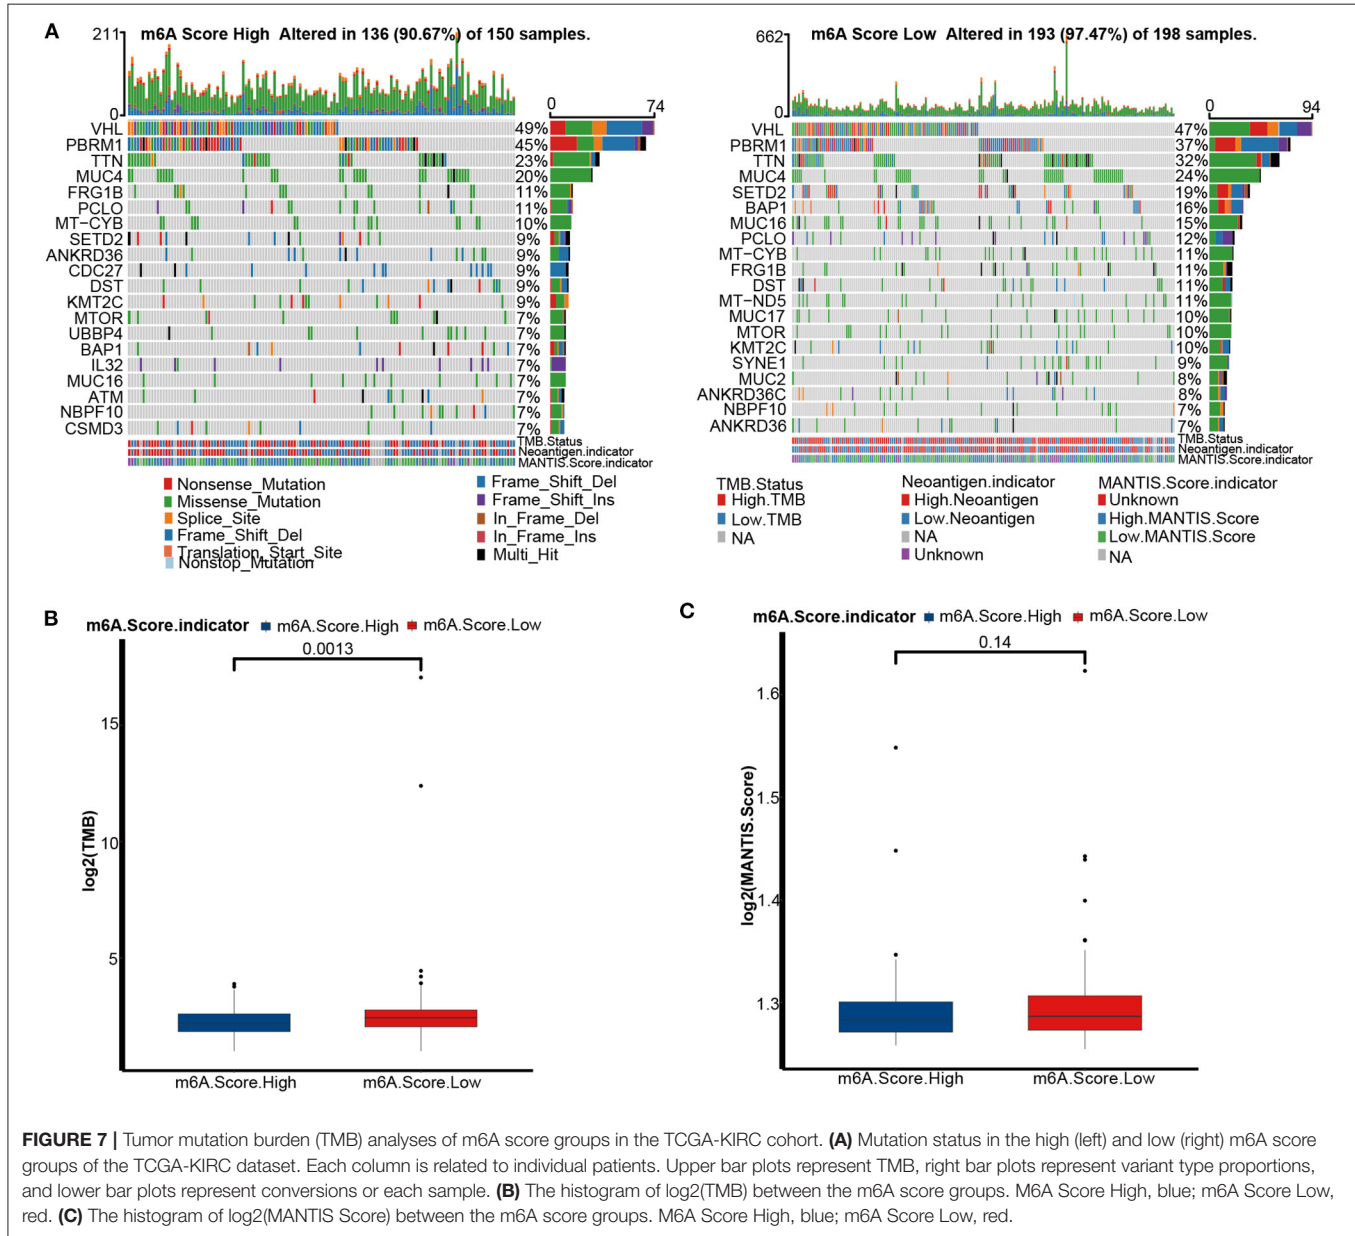 A
m6A Score High Altered in 136 (90.67%) of 150 samples.
211
0
0 74
VHL 49%
PBRM1 45%
TTN 23%
MUC4 20%
FRG1B 11%
PCLO 11%
MT-CYB 10%
SETD2 9%
ANKRD36 9%
CDC27 9%
DST 9%
KMT2C 9%
MTOR 7%
UBBP4 7%
BAP1 7%
IL32 7%
MUC16 7%
ATM 7%
NBPF10 7%
CSMD3 7%
TMB.Status
Neoantigen.indicator
MANTIS.Score.indicator
Nonsense_Mutation
Missense_Mutation
Splice_Site
Frame_Shift_Del
Translation_Start_Site
Nonstop_Mutation
Frame_Shift_Del
Frame_Shift_Ins
In_Frame_Del
In_Frame_Ins
Multi_Hit
m6A Score Low Altered in 193 (97.47%) of 198 samples.
662
0
0 94
VHL 47%
PBRM1 37%
TTN 32%
MUC4 24%
SETD2 19%
BAP1 16%
MUC16 15%
PCLO 12%
MT-CYB 11%
FRG1B 11%
DST 11%
MT-ND5 11%
MUC17 10%
MTOR 10%
KMT2C 10%
SYNE1 9%
MUC2 8%
ANKRD36C 8%
NBPF10 7%
ANKRD36 7%
TMB.Status
Neoantigen.indicator
MANTIS.Score.indicator
TMB.Status
High.TMB
Low.TMB
NA
Neoantigen.indicator
High.Neoantigen
Low.Neoantigen
NA
Unknown
MANTIS.Score.indicator
Unknown
High.MANTIS.Score
Low.MANTIS.Score
NA
B
m6A.Score.indicator m6A.Score.High m6A.Score.Low
0.0013
15
10
5
log2(TMB)
m6A.Score.High m6A.Score.Low
C
m6A.Score.indicator m6A.Score.High m6A.Score.Low
0.14
1.6
1.5
1.4
1.3
log2(MANTIS.Score)
m6A.Score.High m6A.Score.Low
FIGURE 7 | Tumor mutation burden (TMB) analyses of m6A score groups in the TCGA-KIRC cohort. (A) Mutation status in the high (left) and low (right) m6A score
groups of the TCGA-KIRC dataset. Each column is related to individual patients. Upper bar plots represent TMB, right bar plots represent variant type proportions,
and lower bar plots represent conversions or each sample. (B) The histogram of log2(TMB) between the m6A score groups. M6A Score High, blue; m6A Score Low,
red. (C) The histogram of log2(MANTIS Score) between the m6A score groups. M6A Score High, blue; m6A Score Low, red.